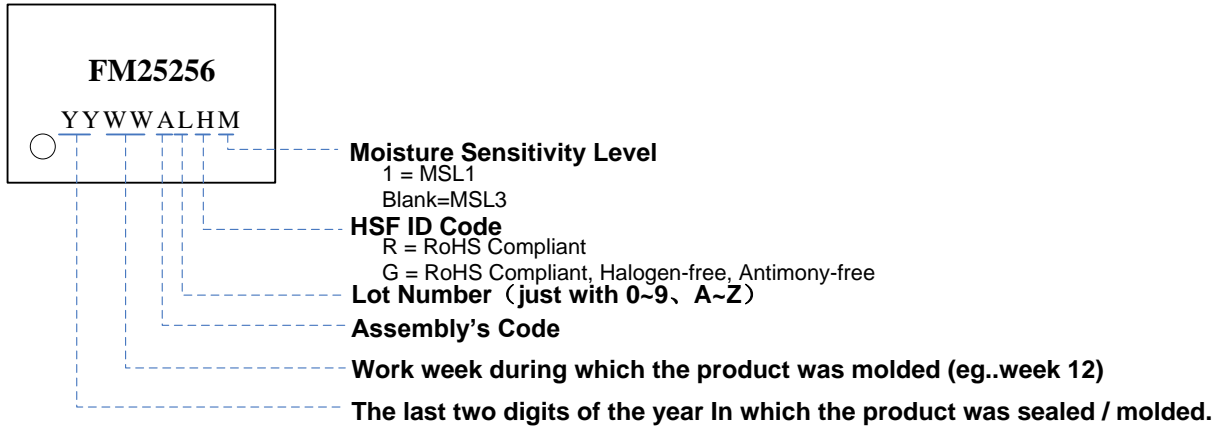 FM25256
YYWWALHM
Moisture Sensitivity Level
1 = MSL1
Blank=MSL3
HSF ID Code
R = RoHS Compliant
G = RoHS Compliant, Halogen-free, Antimony-free
Lot Number（just with 0~9、A~Z）
Assembly's Code
Work week during which the product was molded (eg..week 12)
The last two digits of the year In which the product was sealed / molded.